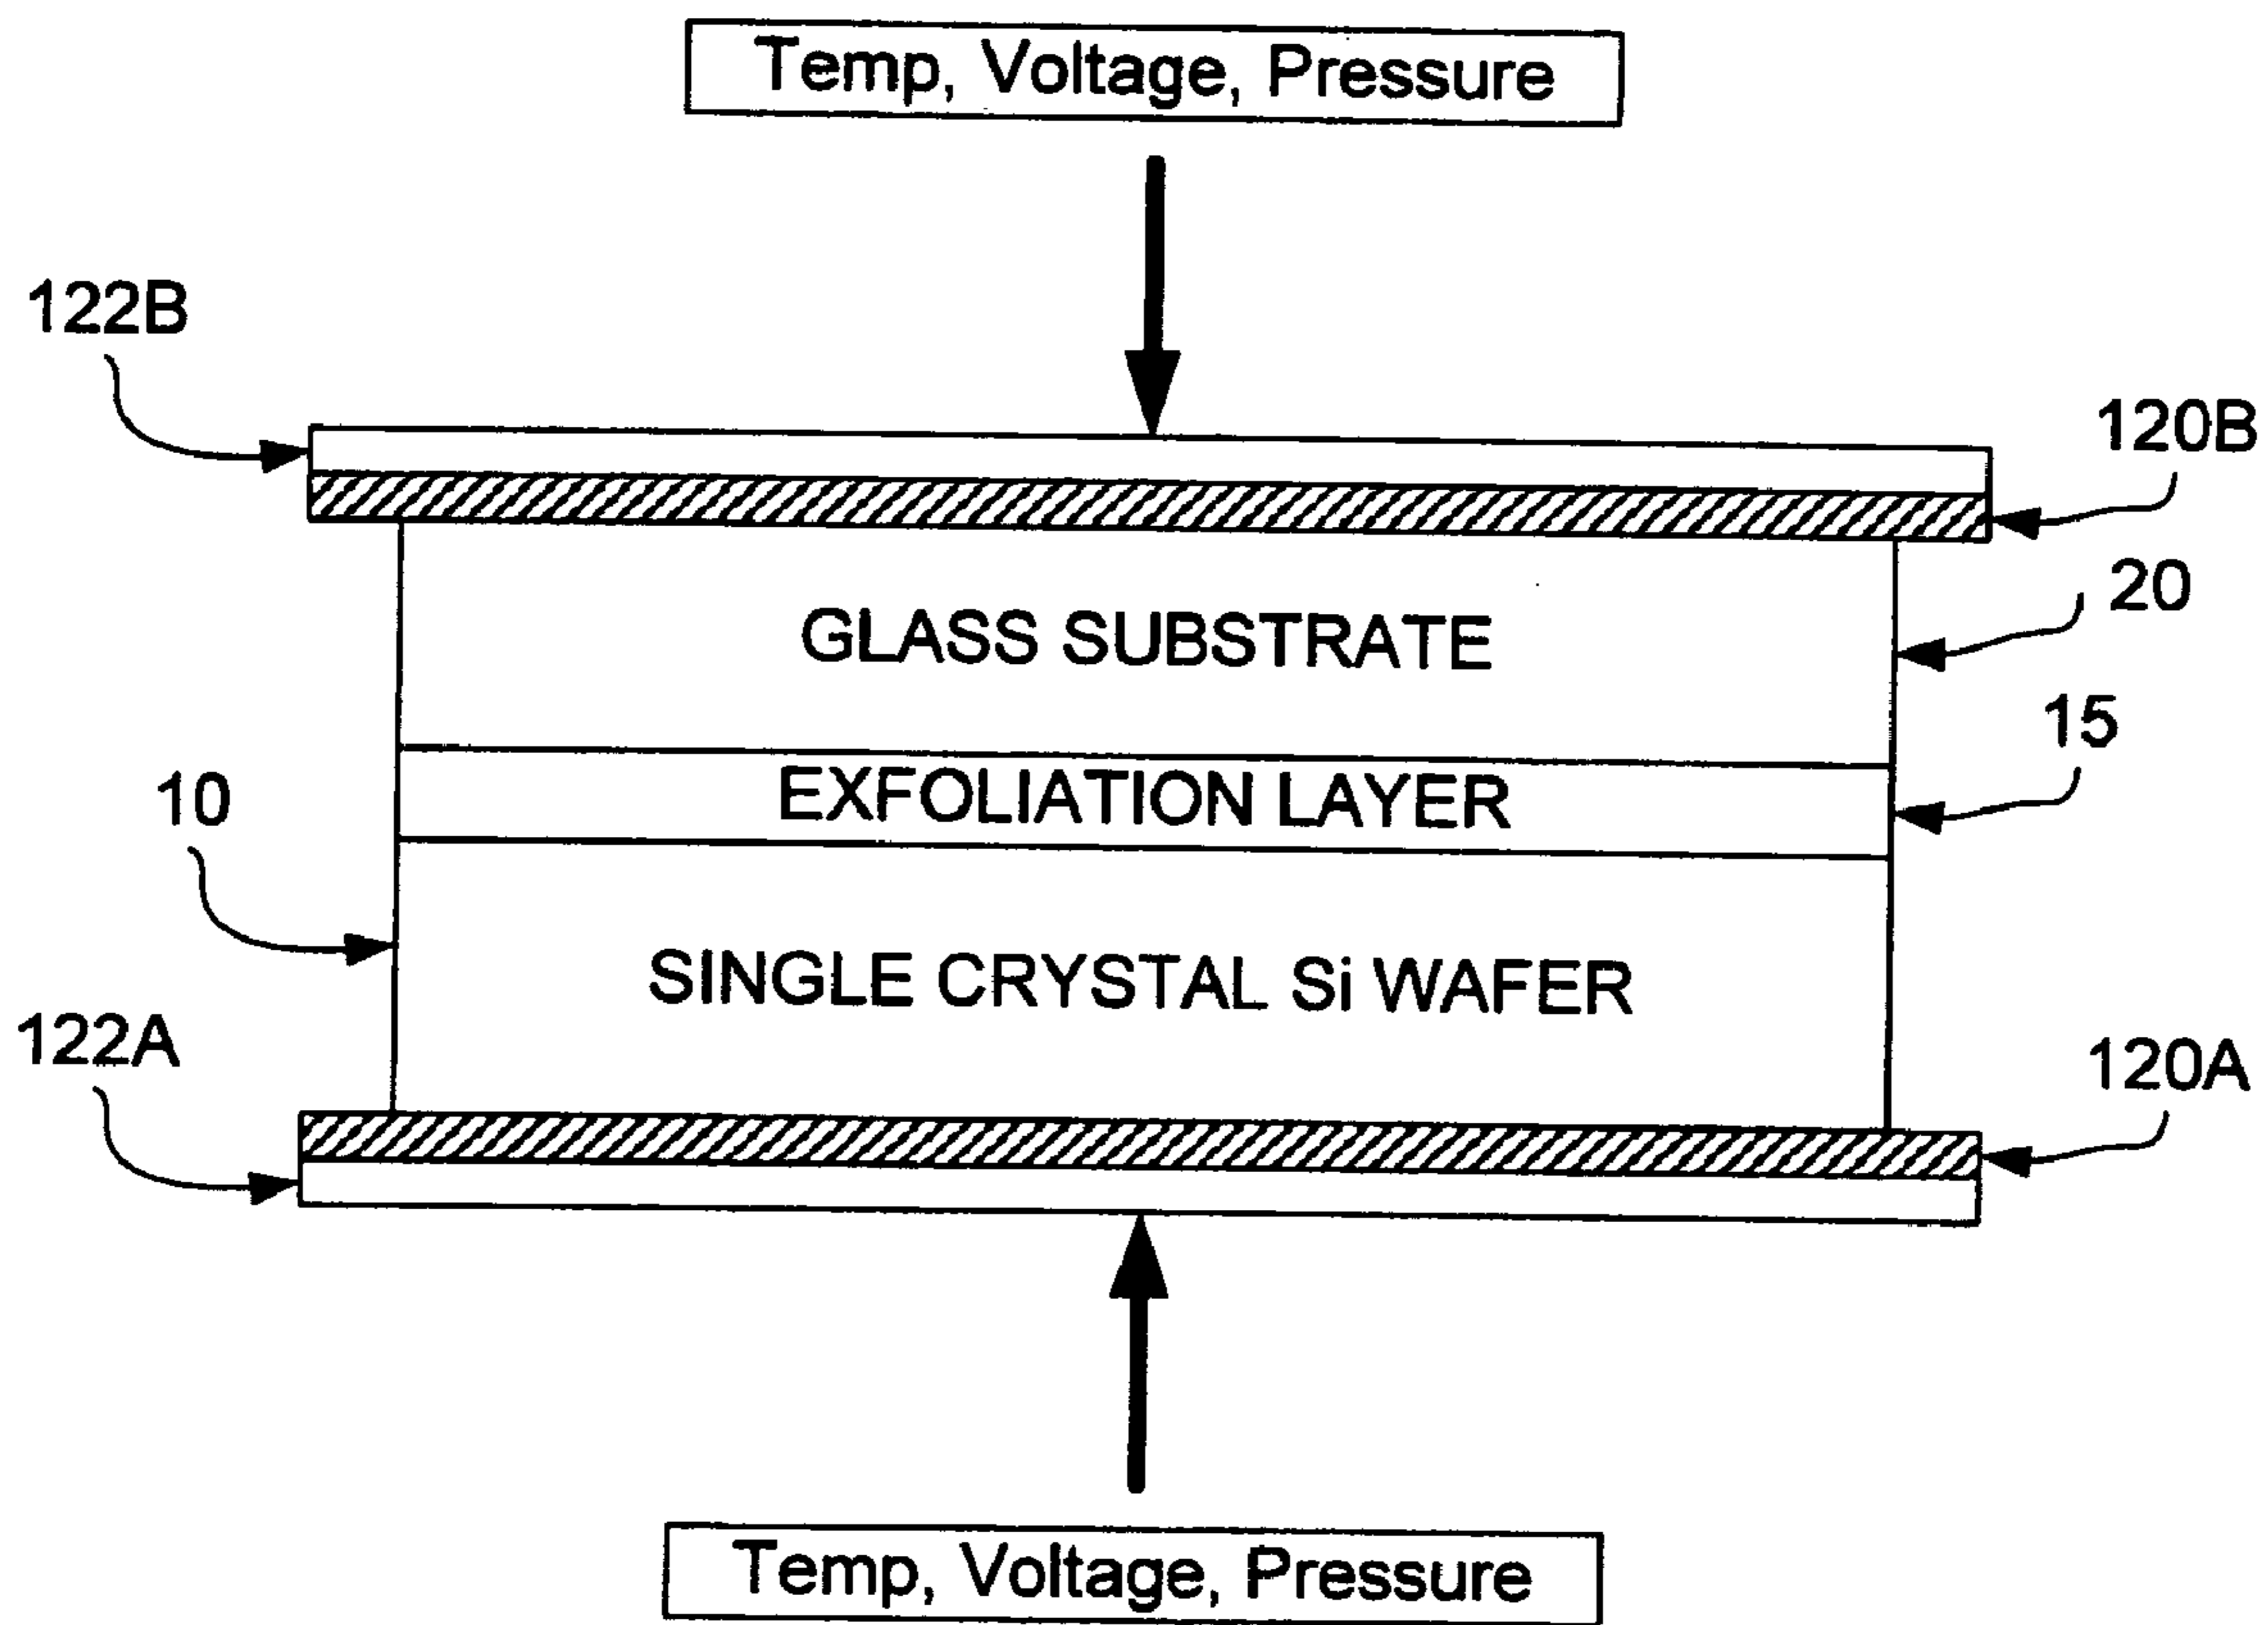 Temp, Voltage, Pressure
122B
120B
GLASS SUBSTRATE
20
15
EXFOLIATION LAYER
10
SINGLE CRYSTAL Si WAFER
122A
120A
Temp, Voltage, Pressure